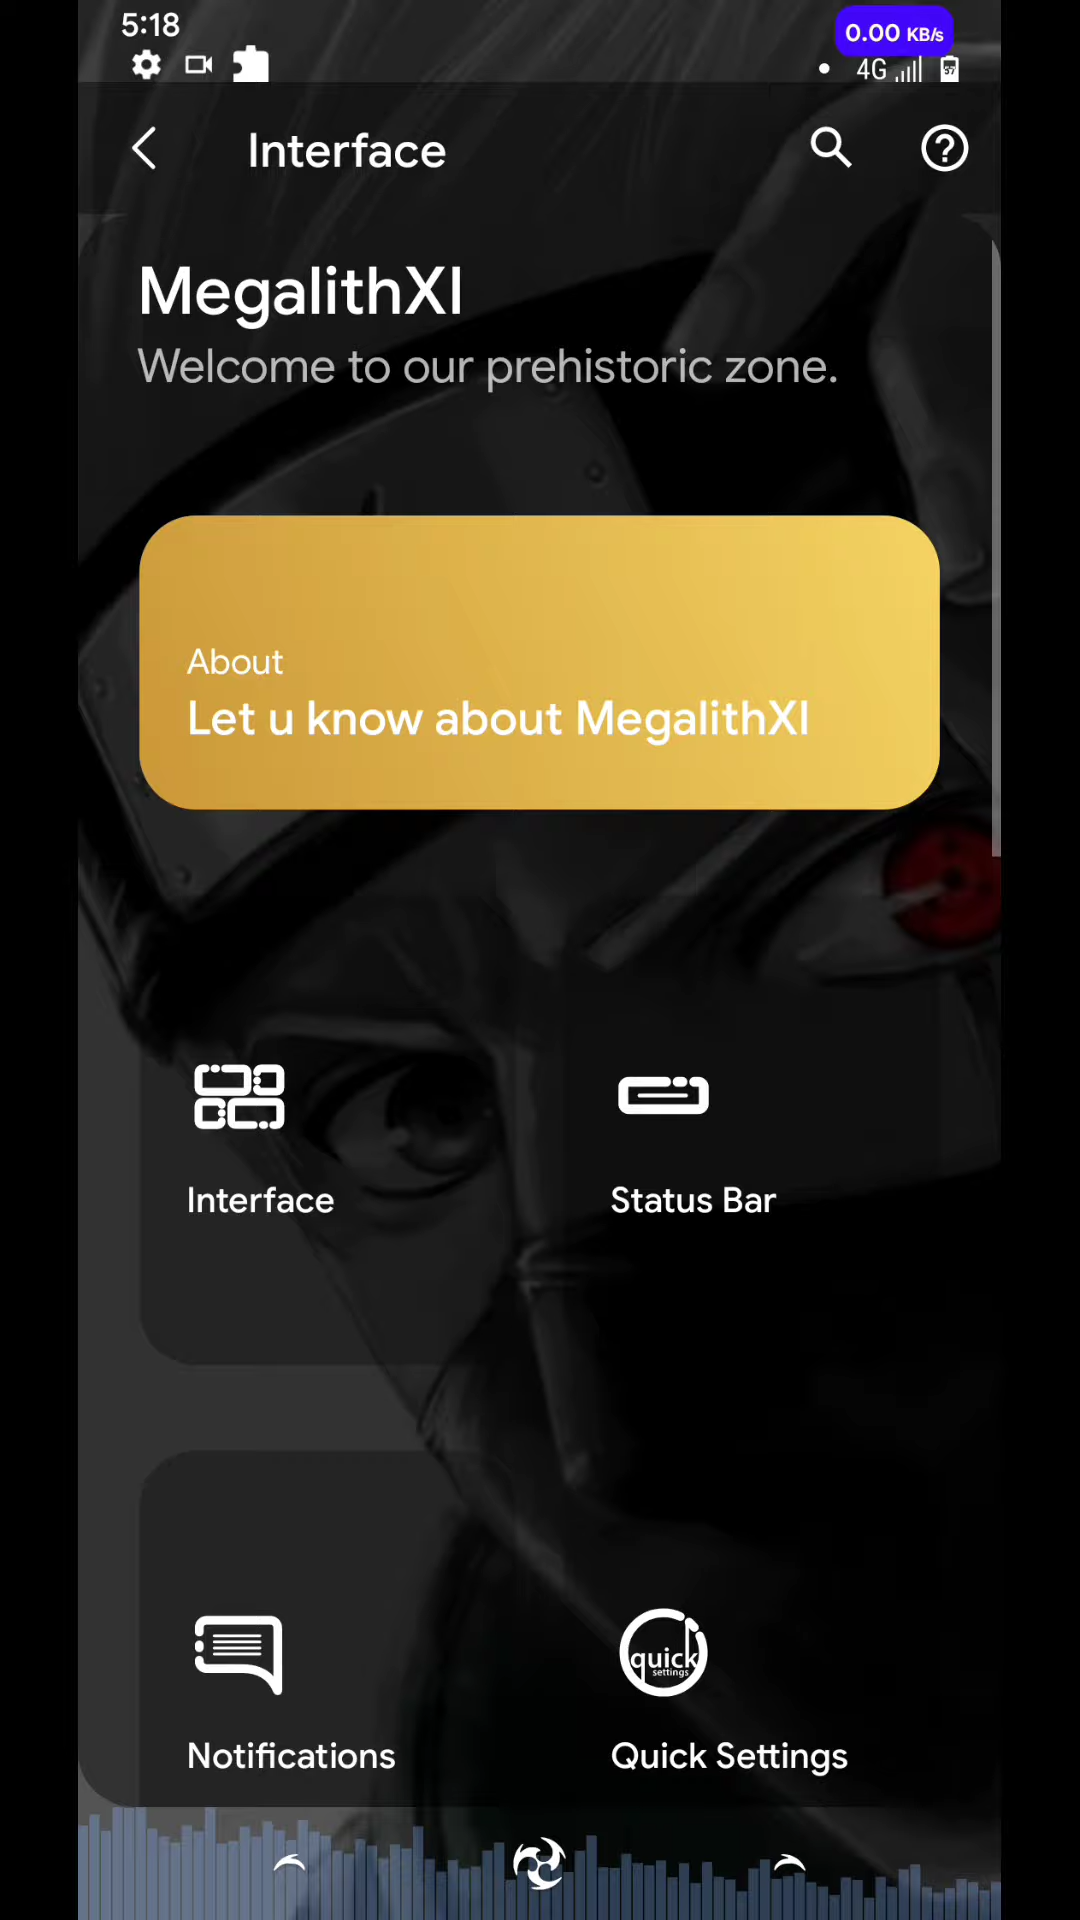 5:18
0.00 KB/s
4G
37
Interface
MegalithXI
Welcome to our prehistoric zone.
About
Let u know about MegalithXI
Interface
Status Bar
Notifications
quick
settings
Quick Settings